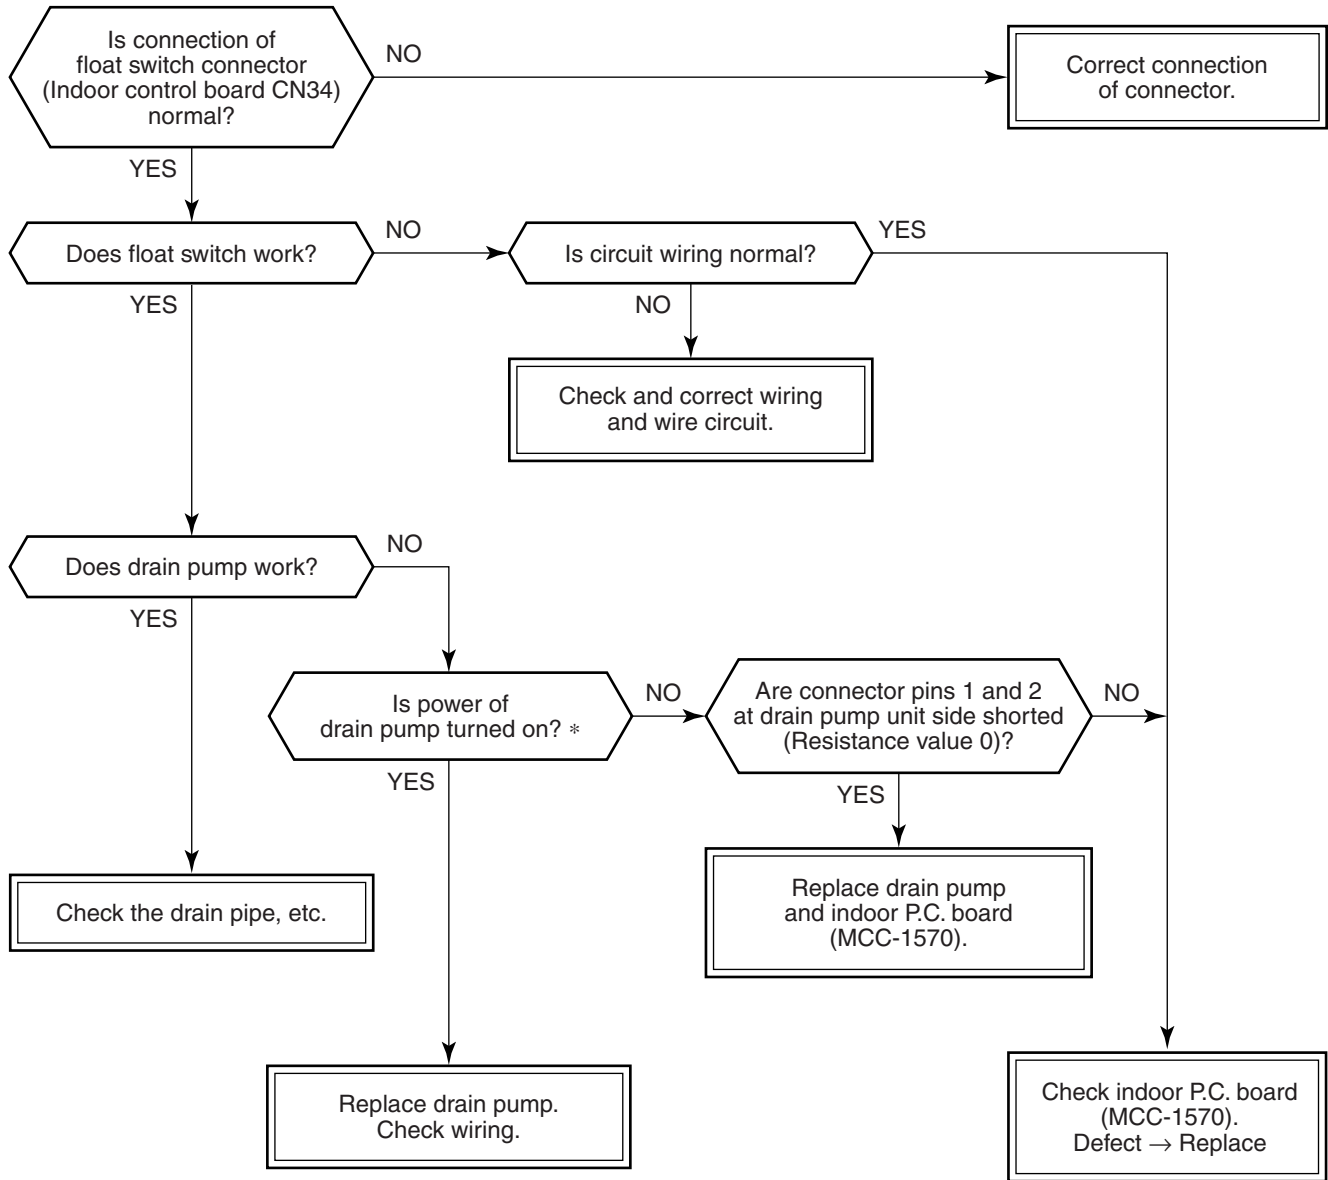 Is connection of
float switch connector
(Indoor control board CN34)
normal?
NO
Correct connection
of connector.
YES
Does float switch work?
NO
Is circuit wiring normal?
YES
YES
NO
Check and correct wiring
and wire circuit.
Does drain pump work?
NO
YES
Is power of
drain pump turned on? *
NO
Are connector pins 1 and 2
at drain pump unit side shorted
(Resistance value 0)?
NO
YES
YES
Check the drain pipe, etc.
Replace drain pump
and indoor P.C. board
(MCC-1570).
Replace drain pump.
Check wiring.
Check indoor P.C. board
(MCC-1570).
Defect → Replace